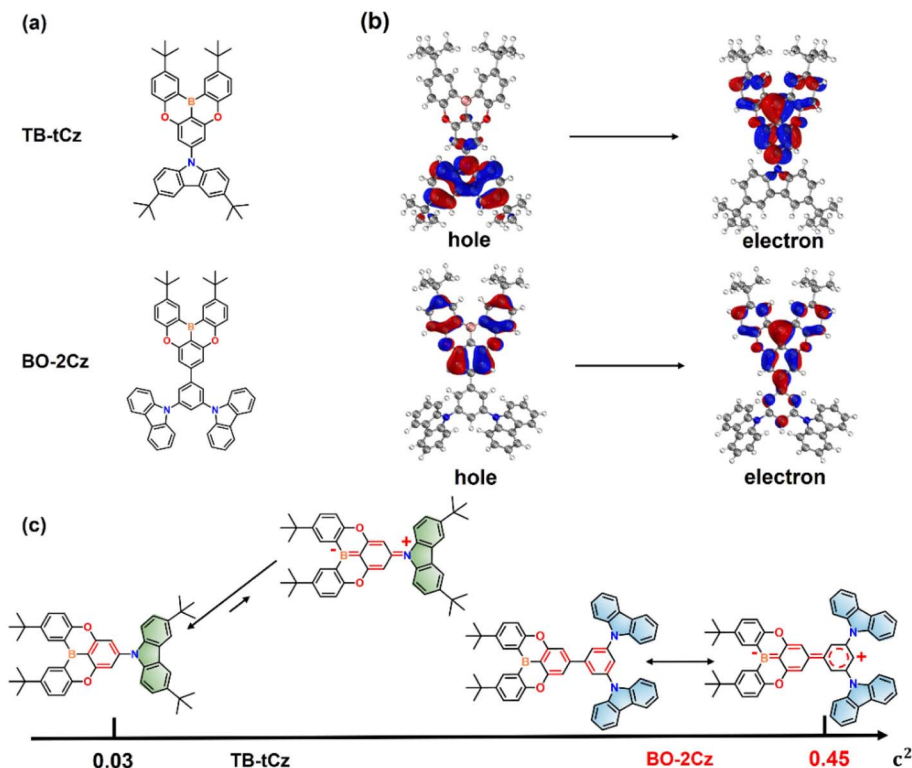 (a)
(b)
TB-tCz
B
O
O
N
hole
electron
BO-2Cz
B
O
O
N
N
hole
electron
(c)
B
O
O
N
-
B
O
O
+
N
B
O
O
N
N
-
B
O
O
N
N
+
0.03
TB-tCz
BO-2Cz
0.45
c²